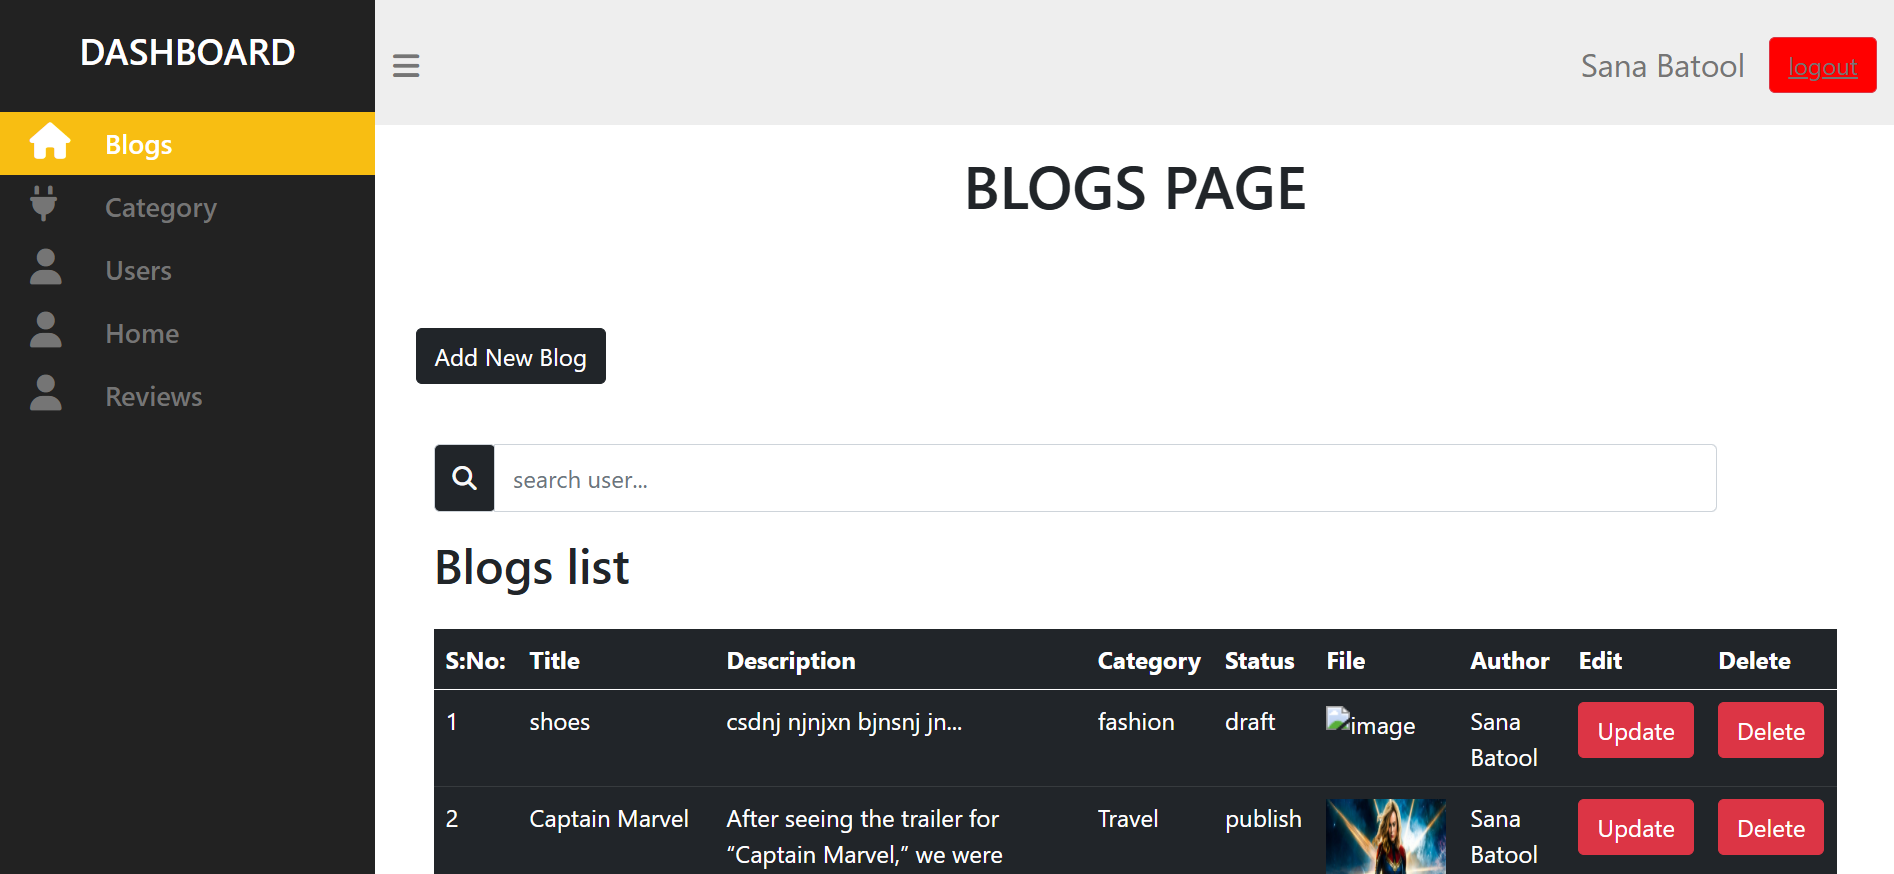 DASHBOARD
Sana Batool
logout
Blogs
Category
Users
Home
Reviews
BLOGS PAGE
Add New Blog
search user...
Blogs list
S:No: Title Description Category Status File Author Edit Delete
1 shoes csdnj njnjxn bjnsnj jn... fashion draft image Sana Update Delete
Batool
2 Captain Marvel After seeing the trailer for Travel publish Sana Update Delete
“Captain Marvel,” we were Batool